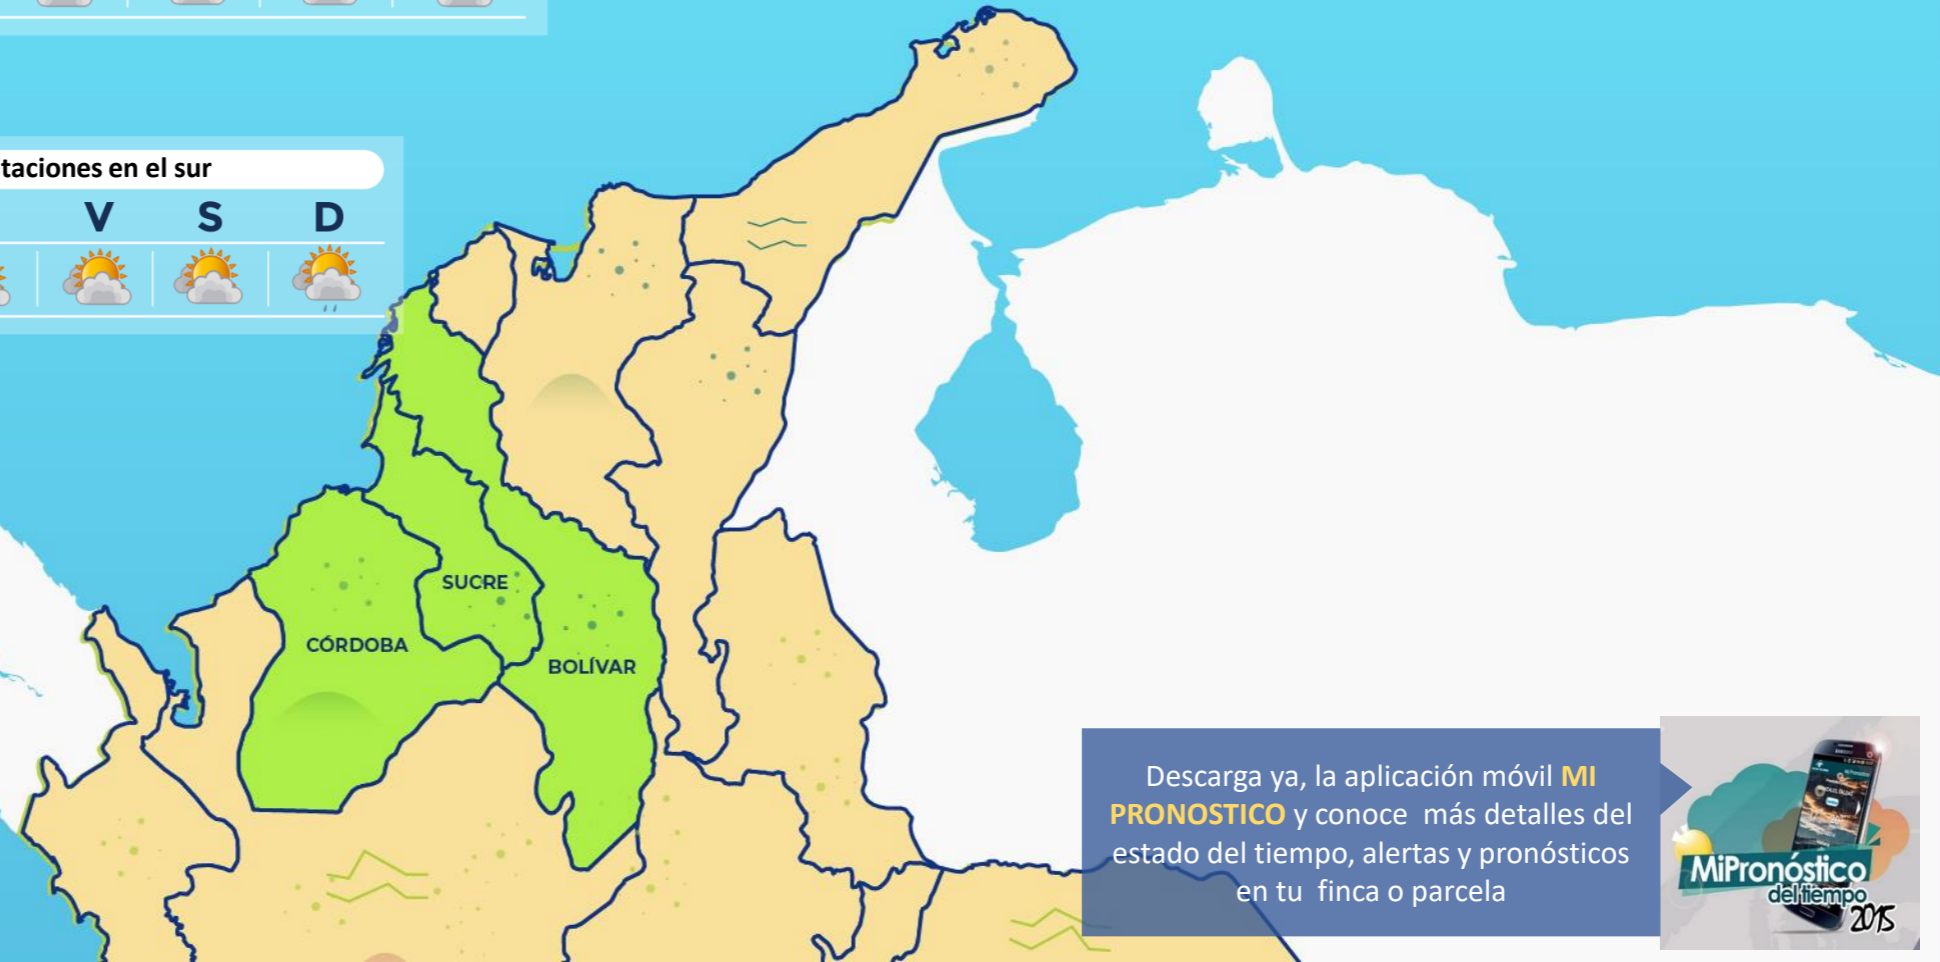 taciones en el sur
V S D
SUCRE
CÓRDOBA
BOLÍVAR
Descarga ya, la aplicación móvil MI
PRONOSTICO y conoce más detalles del
estado del tiempo, alertas y pronósticos
en tu finca o parcela
MiPronóstico
del tiempo
2015